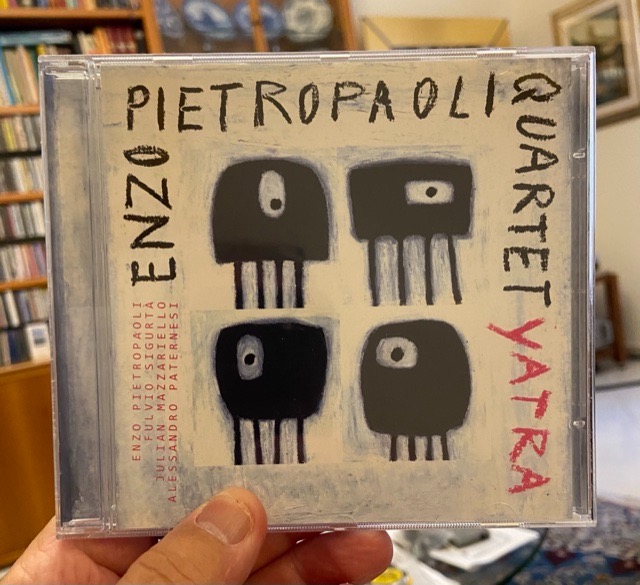 ENZO
PIETROPAOLI
QUARTET
YATRA
ENZO PIETROPAOLI
FULVIO SIGURTÀ
JULIAN MAZZARIELLO
ALESSANDRO PATERNESI